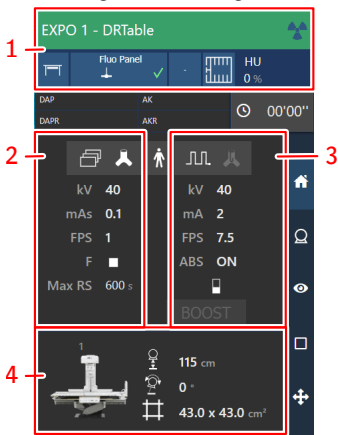 EXPO 1 - DRTable
1
Fluo Panel
-
HU
0 %
DAP
AK
DAPR
AKR
00'00''
2
3
kV 40
mAs 0.1
FPS 1
F
Max RS 600 s
kV 40
mA 2
FPS 7.5
ABS ON
BOOST
4
1
115 cm
0 °
43.0 x 43.0 cm²